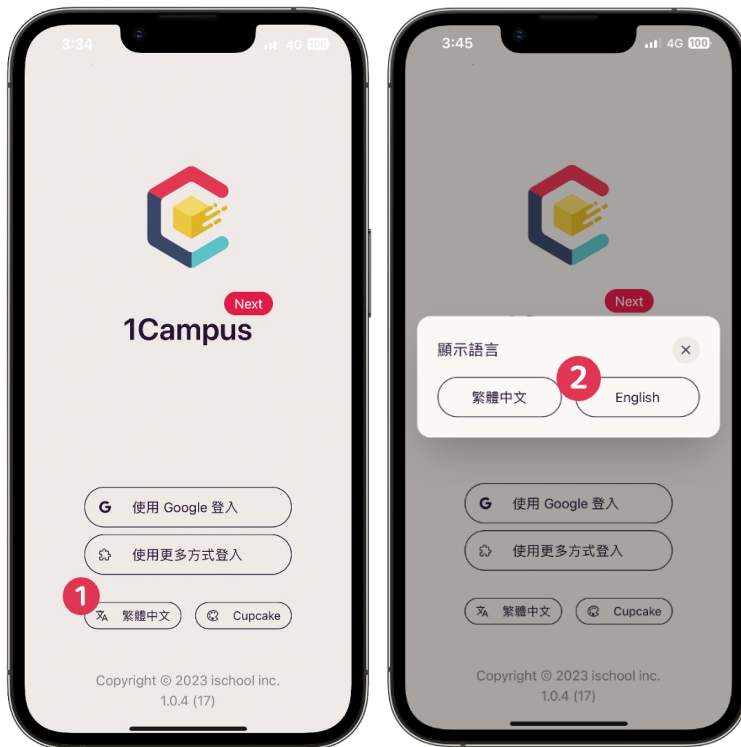 3:34
4G 100
Next
1Campus
G 使用 Google 登入
使用更多方式登入
1
繁體中文
Cupcake
Copyright © 2023 ischool inc.
1.0.4 (17)
3:45
4G 100
Next
顯示語言
2
繁體中文
English
G 使用 Google 登入
使用更多方式登入
繁體中文
Cupcake
Copyright © 2023 ischool inc.
1.0.4 (17)